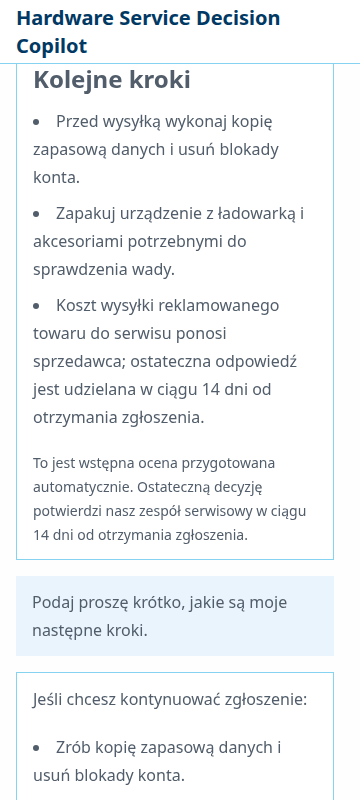 Hardware Service Decision
Copilot
Kolejne kroki
• Przed wysyłką wykonaj kopię
zapasową danych i usuń blokady
konta.
• Zapakuj urządzenie z ładowarką i
akcesoriami potrzebnymi do
sprawdzenia wady.
• Koszt wysyłki reklamowanego
towaru do serwisu ponosi
sprzedawca; ostateczna odpowiedź
jest udzielana w ciągu 14 dni od
otrzymania zgłoszenia.
To jest wstępna ocena przygotowana
automatycznie. Ostateczną decyzję
potwierdzi nasz zespół serwisowy w ciągu
14 dni od otrzymania zgłoszenia.
Podaj proszę krótko, jakie są moje
następne kroki.
Jeśli chcesz kontynuować zgłoszenie:
• Zrób kopię zapasową danych i
usuń blokady konta.